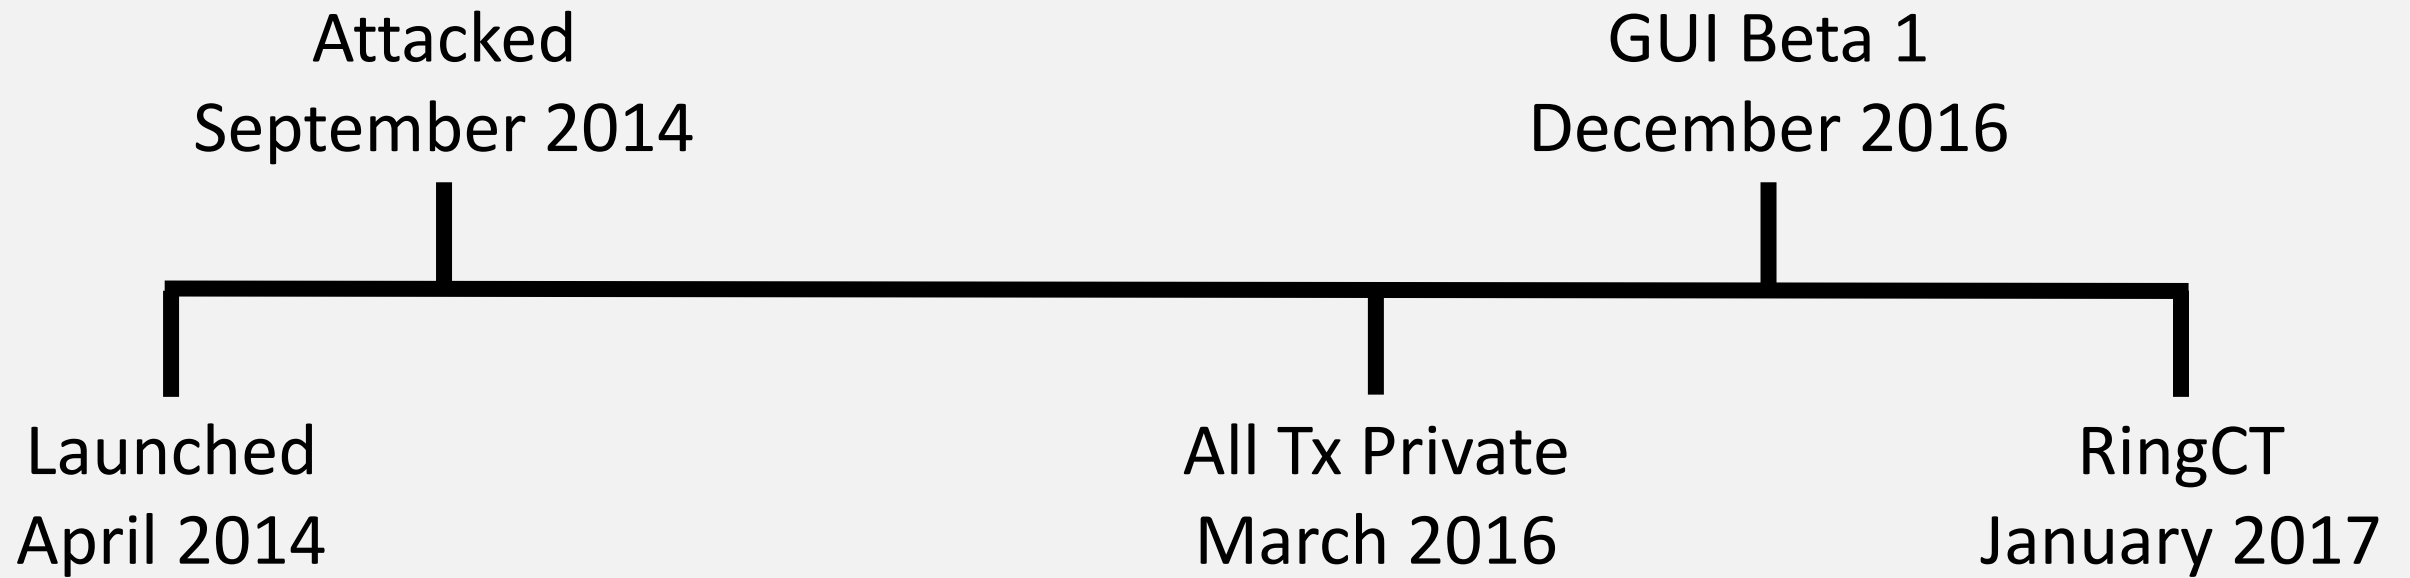 Attacked
September 2014
GUI Beta 1
December 2016
Launched
April 2014
All Tx Private
March 2016
RingCT
January 2017